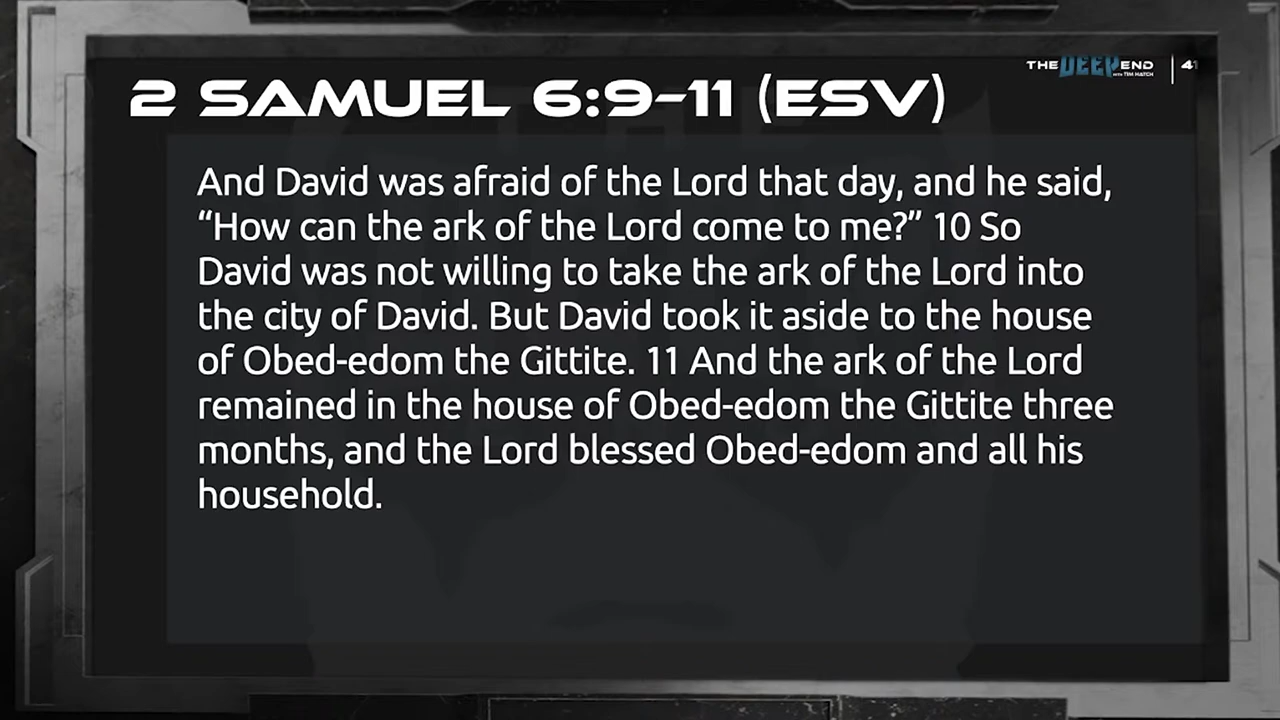 THE DEEP END
WITH TIM HATCH
41
2 SAMUEL 6:9-11 (ESV)
And David was afraid of the Lord that day, and he said,
“How can the ark of the Lord come to me?” 10 So
David was not willing to take the ark of the Lord into
the city of David. But David took it aside to the house
of Obed-edom the Gittite. 11 And the ark of the Lord
remained in the house of Obed-edom the Gittite three
months, and the Lord blessed Obed-edom and all his
household.